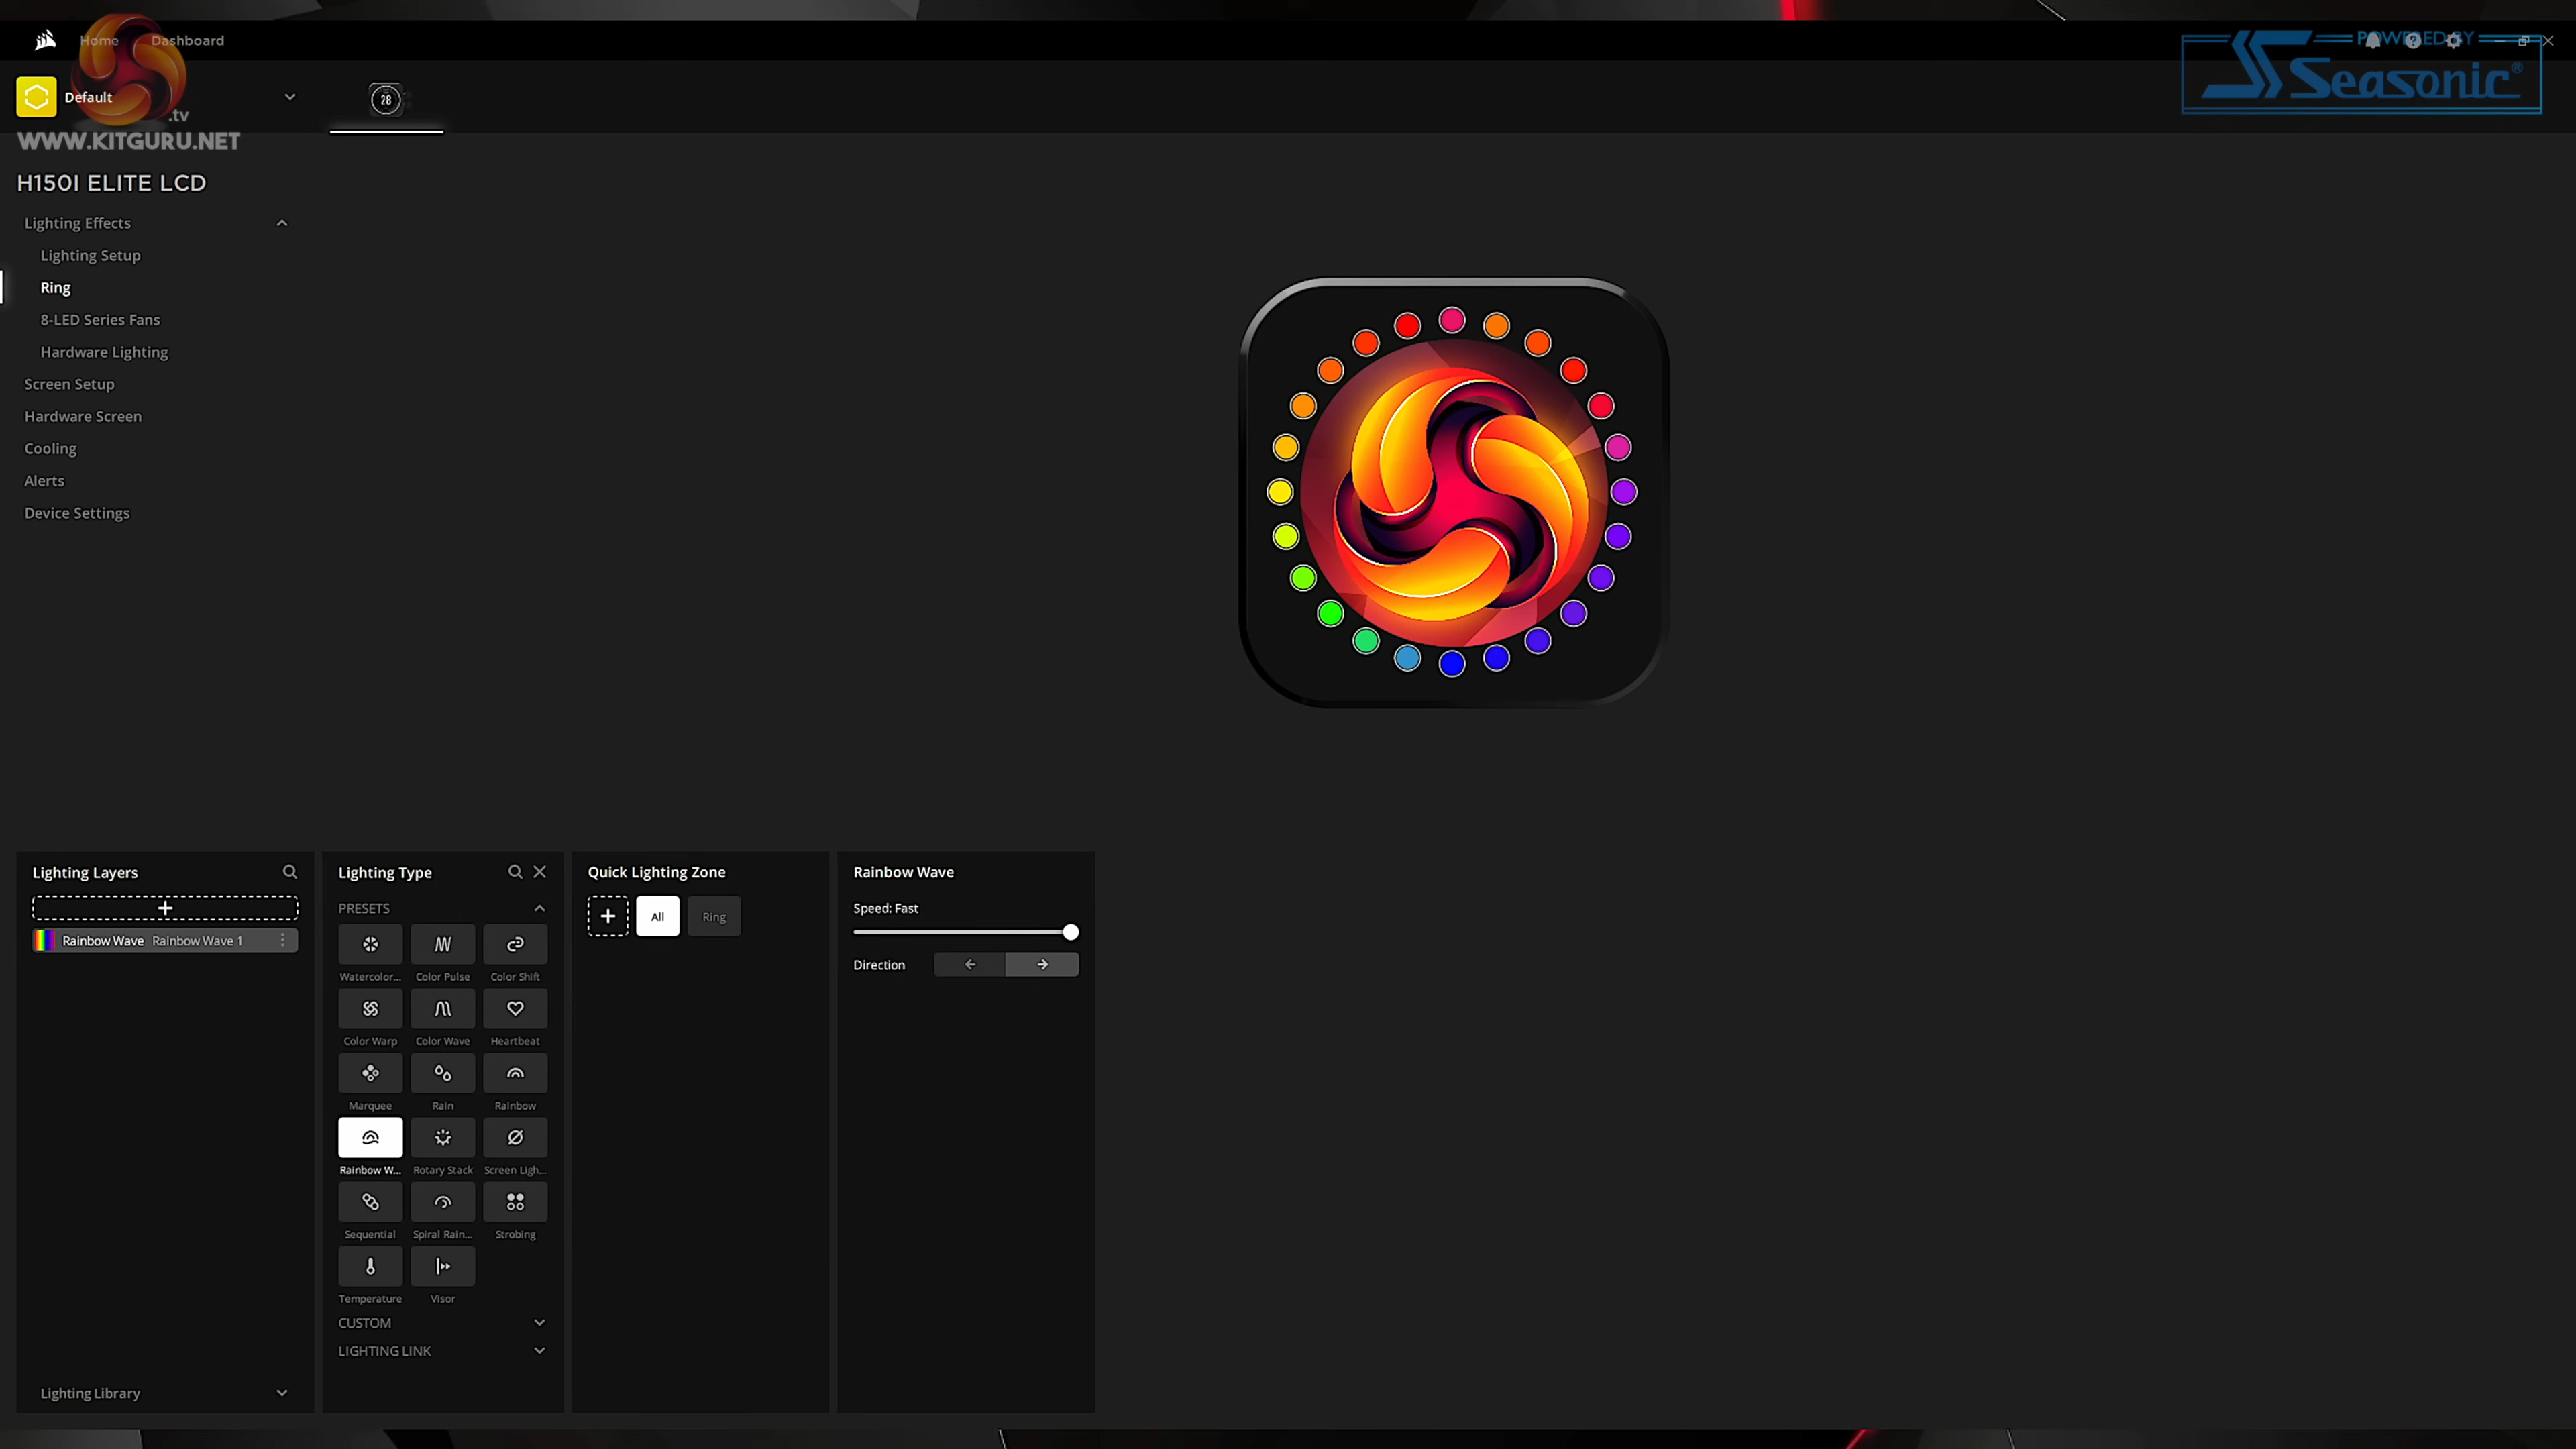 Home Dashboard
POWERED BY
Seasonic®
Default
28
.tv
WWW.KITGURU.NET
H150I ELITE LCD
Lighting Effects
Lighting Setup
Ring
8-LED Series Fans
Hardware Lighting
Screen Setup
Hardware Screen
Cooling
Alerts
Device Settings
Lighting Layers
Rainbow Wave Rainbow Wave 1
Lighting Library
Lighting Type
PRESETS
Watercolor... Color Pulse Color Shift
Color Warp Color Wave Heartbeat
Marquee Rain Rainbow
Rainbow W... Rotary Stack Screen Ligh...
Sequential Spiral Rain... Strobing
Temperature Visor
CUSTOM
LIGHTING LINK
Quick Lighting Zone
All Ring
Rainbow Wave
Speed: Fast
Direction